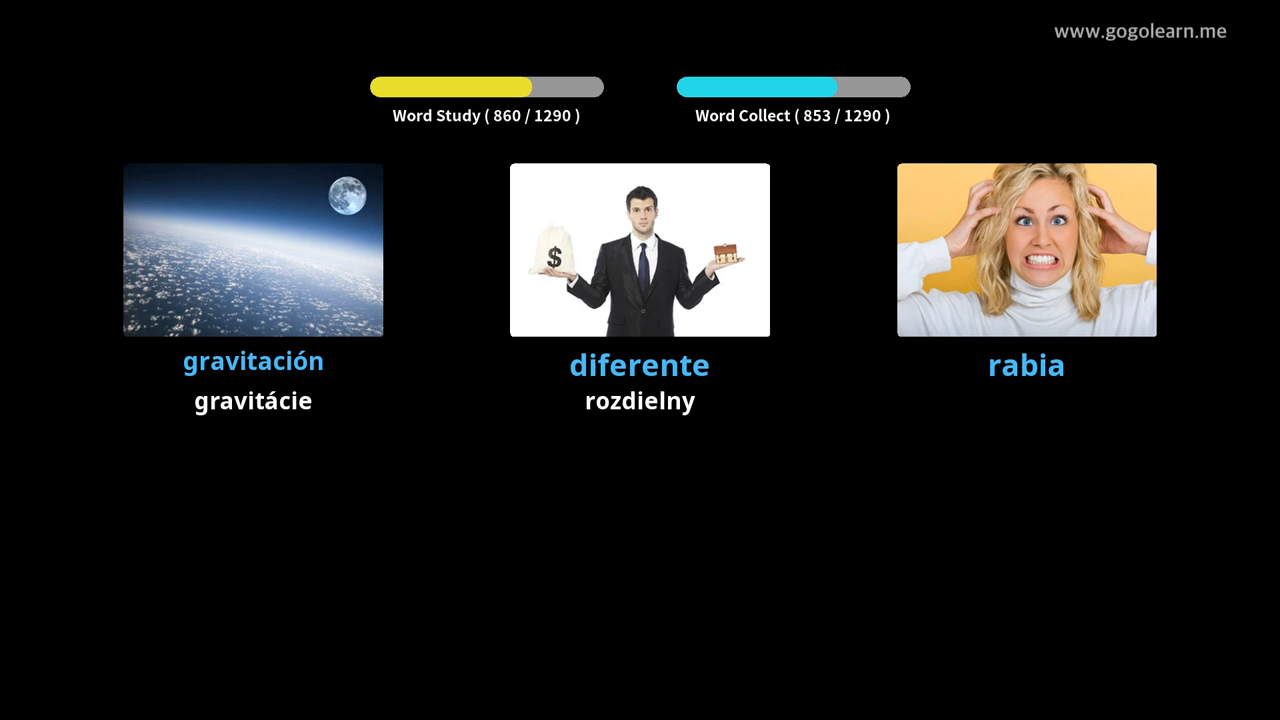 www.gogolearn.me
Word Study ( 860 / 1290 )
Word Collect ( 853 / 1290 )
$
gravitación
diferente
rabia
gravitácie
rozdielny